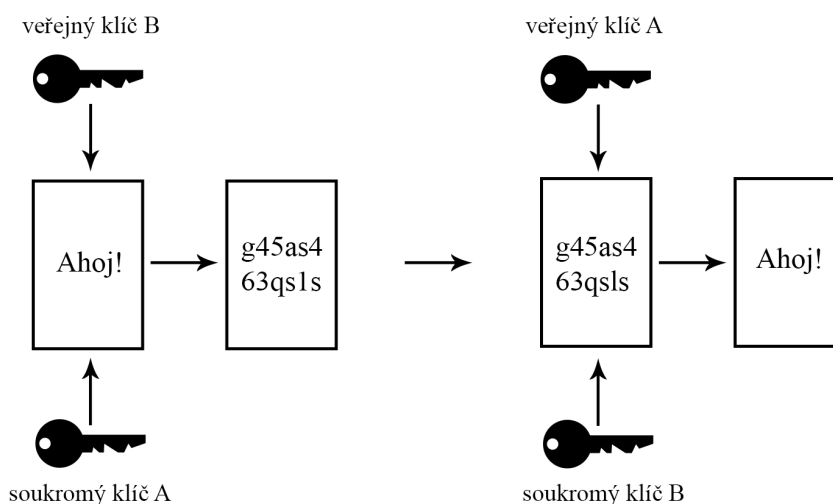 veřejný klíč B
veřejný klíč A
Ahoj!
g45as4
63qs1s
g45as4
63qsls
Ahoj!
soukromý klíč A
soukromý klíč B